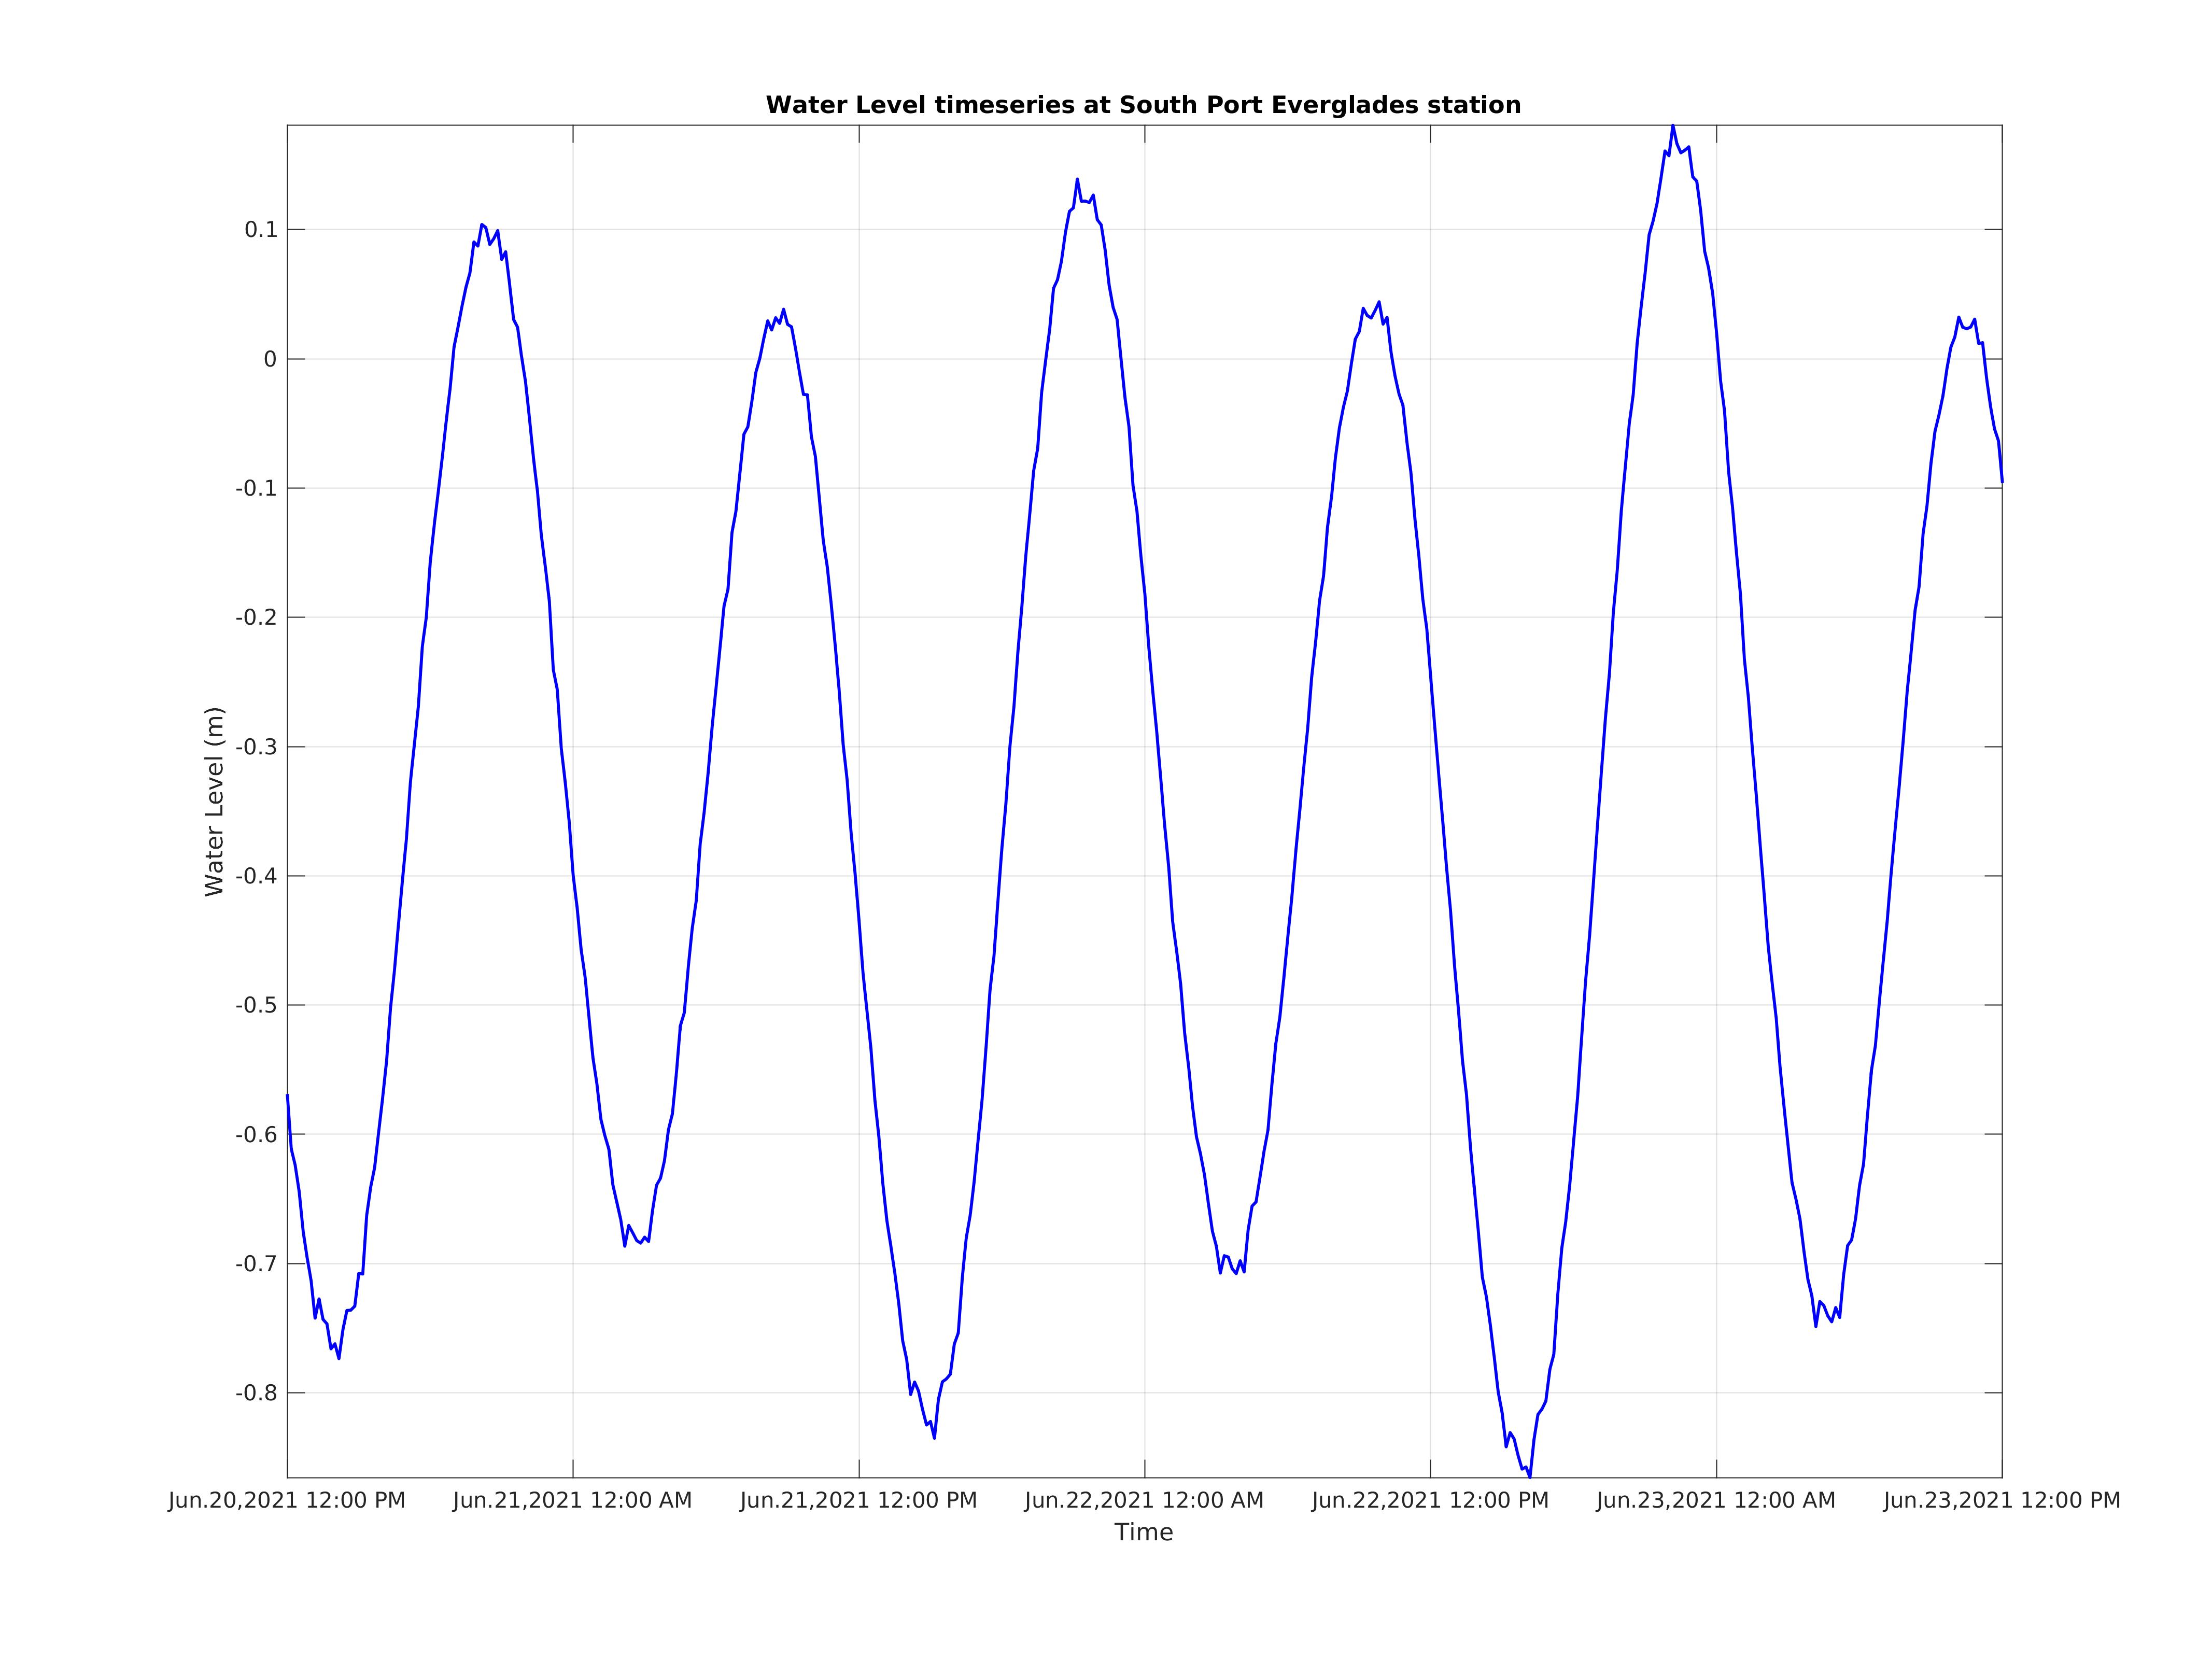 Water Level timeseries at South Port Everglades station
0.1
0
-0.1
-0.2
-0.3
-0.4
-0.5
-0.6
-0.7
-0.8
Water Level (m)
Jun.20,2021 12:00 PM Jun.21,2021 12:00 AM Jun.21,2021 12:00 PM Jun.22,2021 12:00 AM Jun.22,2021 12:00 PM Jun.23,2021 12:00 AM Jun.23,2021 12:00 PM
Time